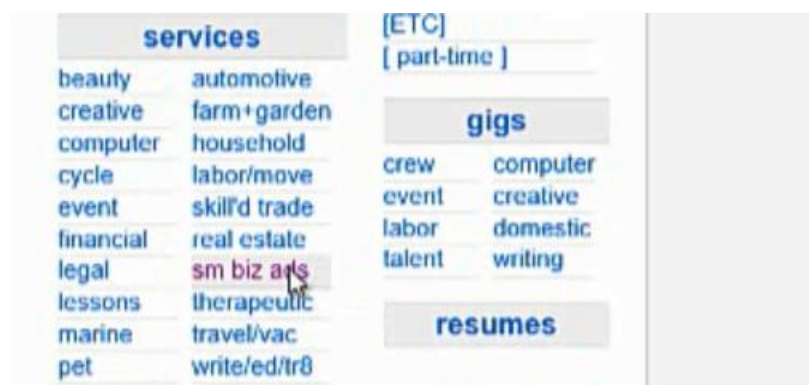 services
beauty automotive
creative farm+garden
computer household
cycle labor/move
event skill'd trade
financial real estate
legal sm biz ads
lessons therapeutic
marine travel/vac
pet write/ed/tr8
[ETC]
[ part-time ]
gigs
crew computer
event creative
labor domestic
talent writing
resumes